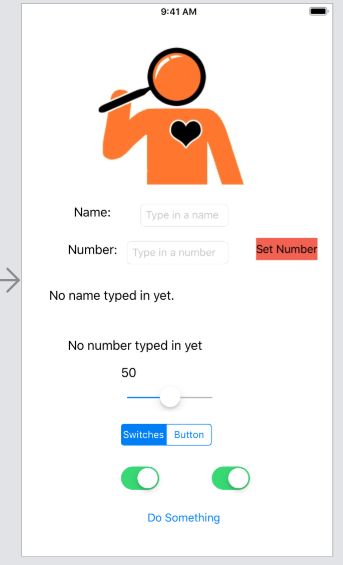 9:41 AM
Name: Type in a name
Number: Type in a number Set Number
No name typed in yet.
No number typed in yet
50
Switches Button
Do Something